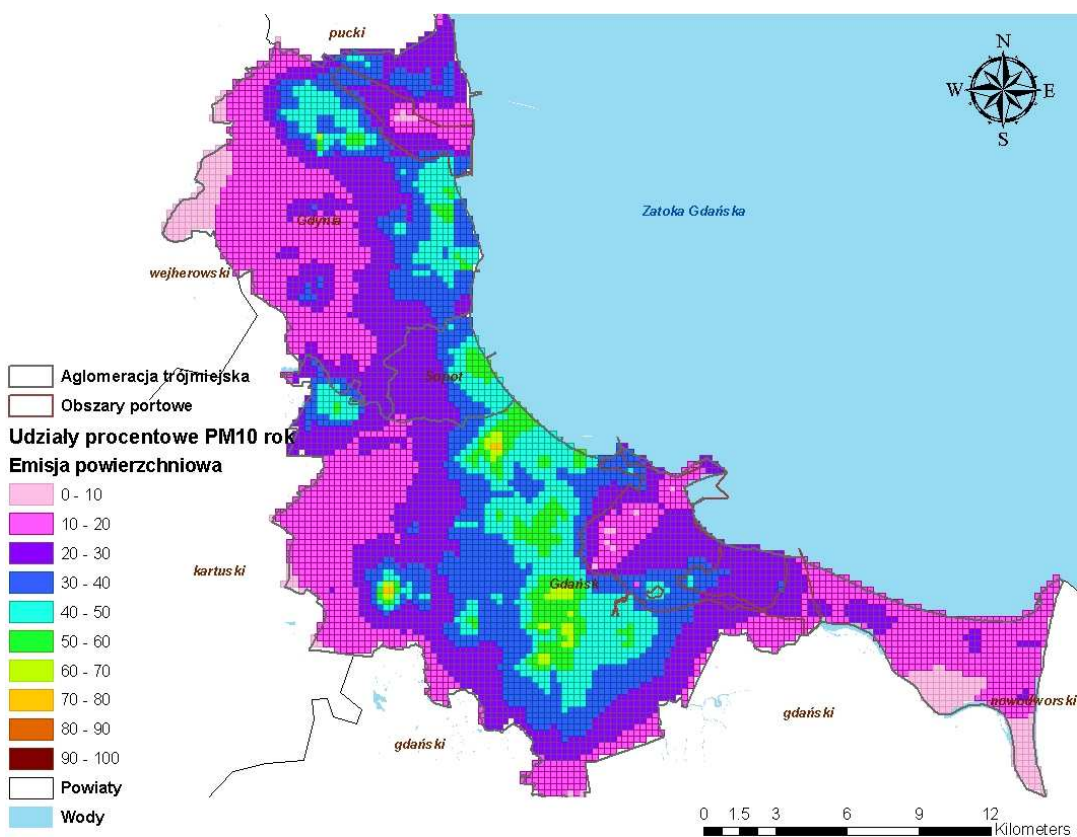 pucki
N
W E
S
Zatoka Gdańska
Gdynia
wejherowski
Aglomeracja trójmiejska
Sopot
Obszary portowe
Udziały procentowe PM10 rok
Emisja powierzchniowa
0 - 10
10 - 20
20 - 30
30 - 40
40 - 50
50 - 60
60 - 70
70 - 80
80 - 90
90 - 100
Powiaty
Wody
kartuski
Gdańsk
nowodworski
gdański
gdański
0 1.5 3 6 9 12
Kilometers